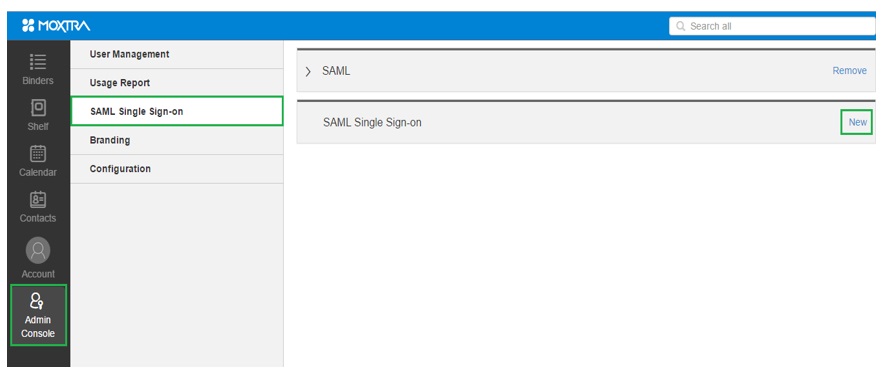 MOXTRA
Search all
Binders
Shelf
Calendar
Contacts
Account
Admin
Console
User Management
Usage Report
SAML Single Sign-on
Branding
Configuration
SAML
Remove
SAML Single Sign-on
New